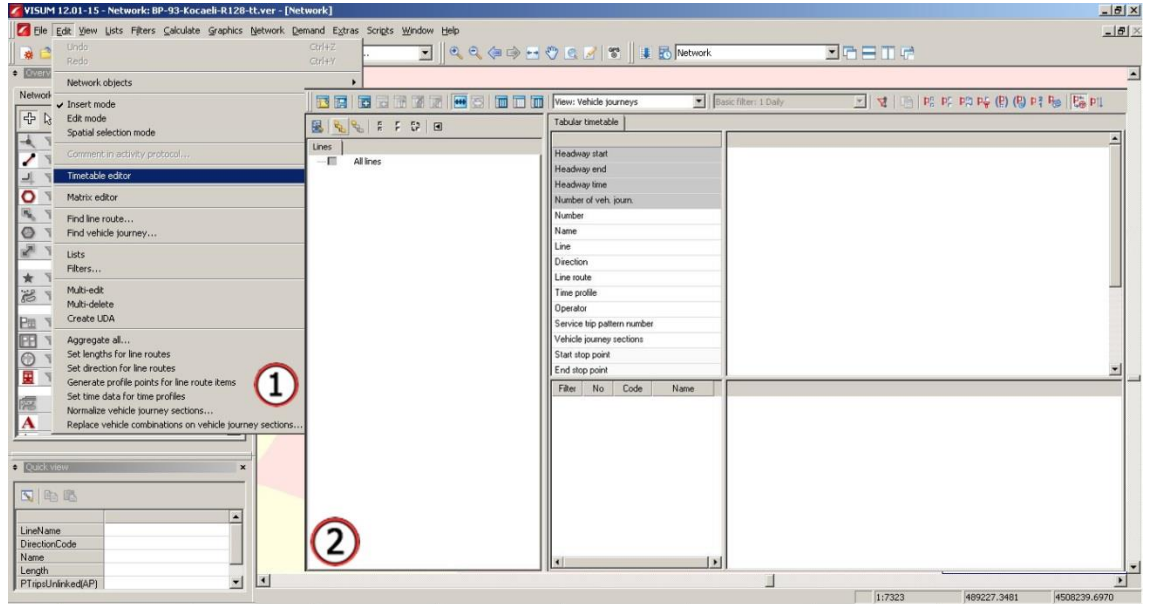 VISUM 12.01-15 - Network: BP-93-Kocaeli-R128-tt.ver - [Network]
File Edit View Lists Filters Calculate Graphics Network Demand Extras Scripts Window Help
Undo Ctrl+Z
Redo Ctrl+Y
Network objects
Insert mode
Edit mode
Spatial selection mode
Comment in activity protocol...
Timetable editor
Matrix editor
Find line route...
Find vehicle journey...
Lists
Filters...
Multi-edit
Multi-delete
Create UDA
Aggregate all...
Set lengths for line routes
Set direction for line routes
Generate profile points for line route items
Set time data for time profiles
Normalize vehicle journey sections...
Replace vehicle combinations on vehicle journey sections...
1
Network
View: Vehicle journeys
Basic filter: 1 Daily
Lines
All lines
2
Tabular timetable
Headway start
Headway end
Headway time
Number of veh. journ.
Number
Name
Line
Direction
Line route
Time profile
Operator
Service trip pattern number
Vehicle journey sections
Start stop point
End stop point
Filter No Code Name
Quick view
LineName
DirectionCode
Name
Length
PTripsUnlinked(AP)
1:7323 489227.3481 4508239.6970